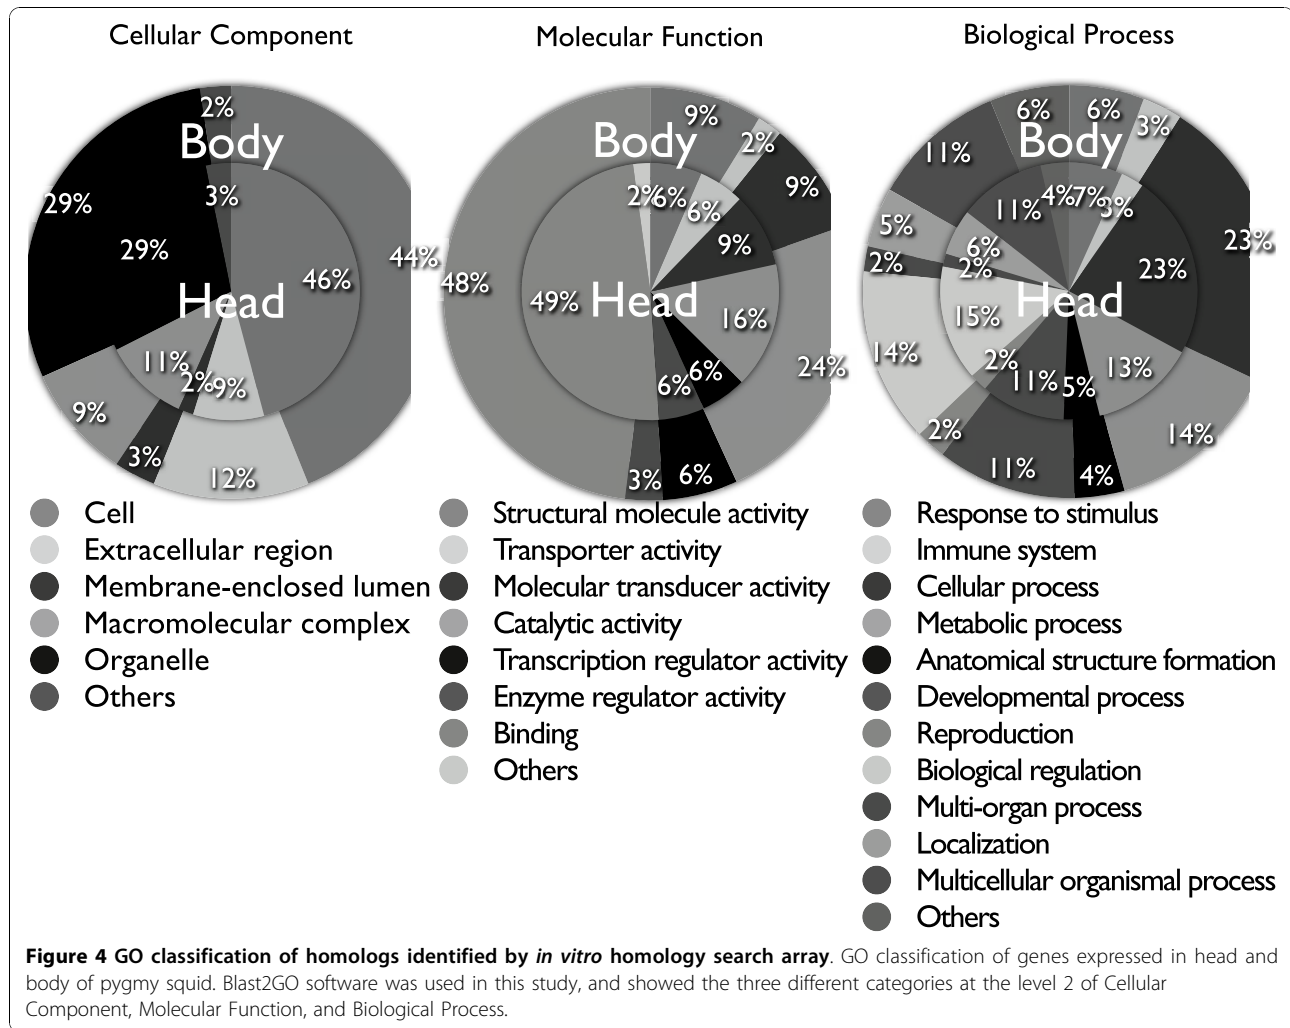 Cellular Component
Molecular Function
Biological Process
2%
Body
29%
3%
29%
46%
44%
Head
11%
2%
9%
9%
3%
12%
9%
Body
2%
9%
2%
6%
6%
9%
48%
49%
Head
16%
24%
6%
6%
3%
6%
6%
6%
3%
Body
11%
23%
5%
11%
4%
7%
3%
6%
2%
2%
23%
Head
15%
14%
2%
11%
5%
13%
2%
14%
11%
4%
Cell
Extracellular region
Membrane-enclosed lumen
Macromolecular complex
Organelle
Others
Structural molecule activity
Transporter activity
Molecular transducer activity
Catalytic activity
Transcription regulator activity
Enzyme regulator activity
Binding
Others
Response to stimulus
Immune system
Cellular process
Metabolic process
Anatomical structure formation
Developmental process
Reproduction
Biological regulation
Multi-organ process
Localization
Multicellular organismal process
Others
Figure 4 GO classification of homologs identified by in vitro homology search array. GO classification of genes expressed in head and
body of pygmy squid. Blast2GO software was used in this study, and showed the three different categories at the level 2 of Cellular
Component, Molecular Function, and Biological Process.